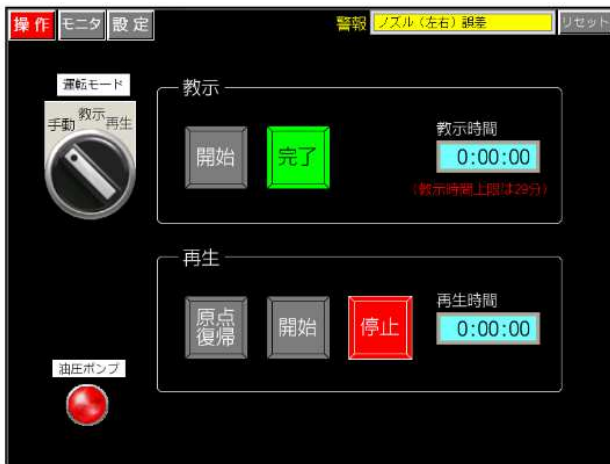 操作 モニタ 設定 警報 ノズル（左右）誤差 リセット
運転モード
手動 教示 再生
教示
開始 完了
教示時間
0:00:00
（教示時間上限は29分）
再生
原点
復帰
開始 停止
再生時間
0:00:00
油圧ポンプ